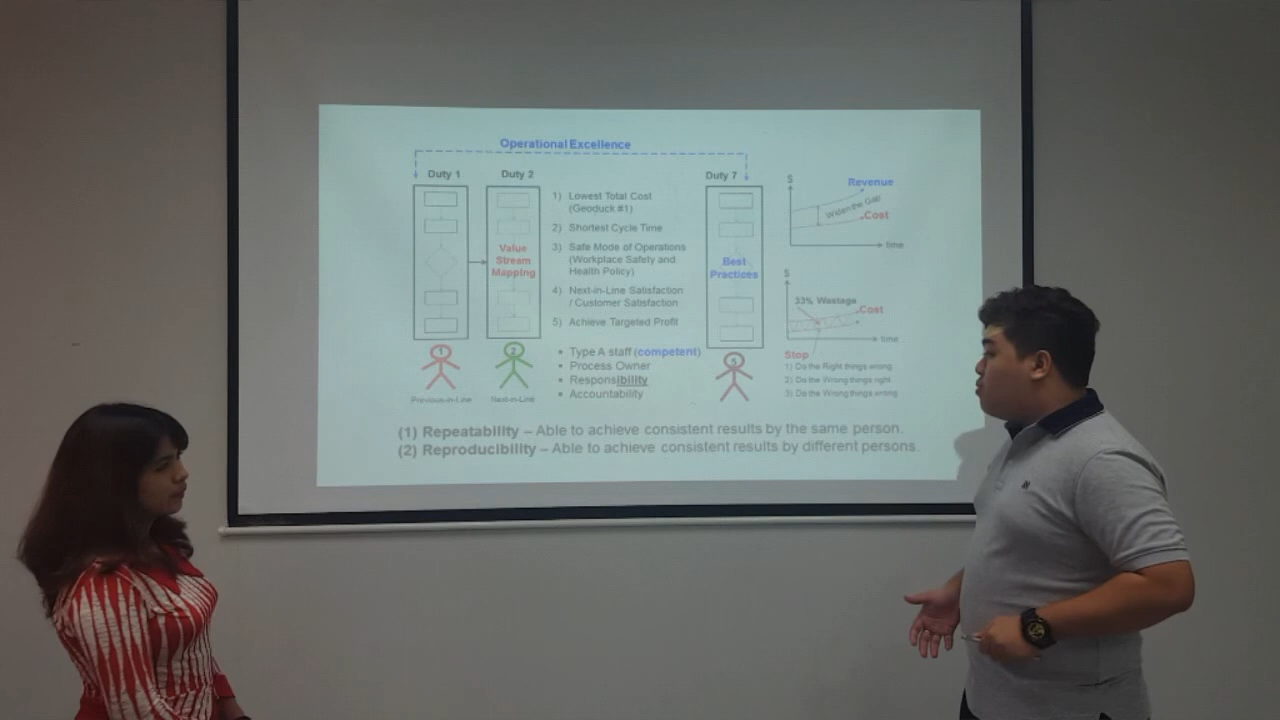 Operational Excellence
Duty 1
Duty 2
Duty 7
Value
Stream
Mapping
1) Lowest Total Cost
(Geoduck #1)
2) Shortest Cycle Time
3) Safe Mode of Operations
(Workplace Safety and
Health Policy)
4) Next-in-Line Satisfaction
/ Customer Satisfaction
5) Achieve Targeted Profit
Best
Practices
$
Revenue
Widen the Gap
Cost
time
$
33% Wastage
Cost
time
Stop
1) Do the Right things wrong
2) Do the Wrong things right
3) Do the Wrong things wrong
1
Previous-in-Line
2
Next-in-Line
• Type A staff (competent)
• Process Owner
• Responsibility
• Accountability
5
(1) Repeatability – Able to achieve consistent results by the same person.
(2) Reproducibility – Able to achieve consistent results by different persons.